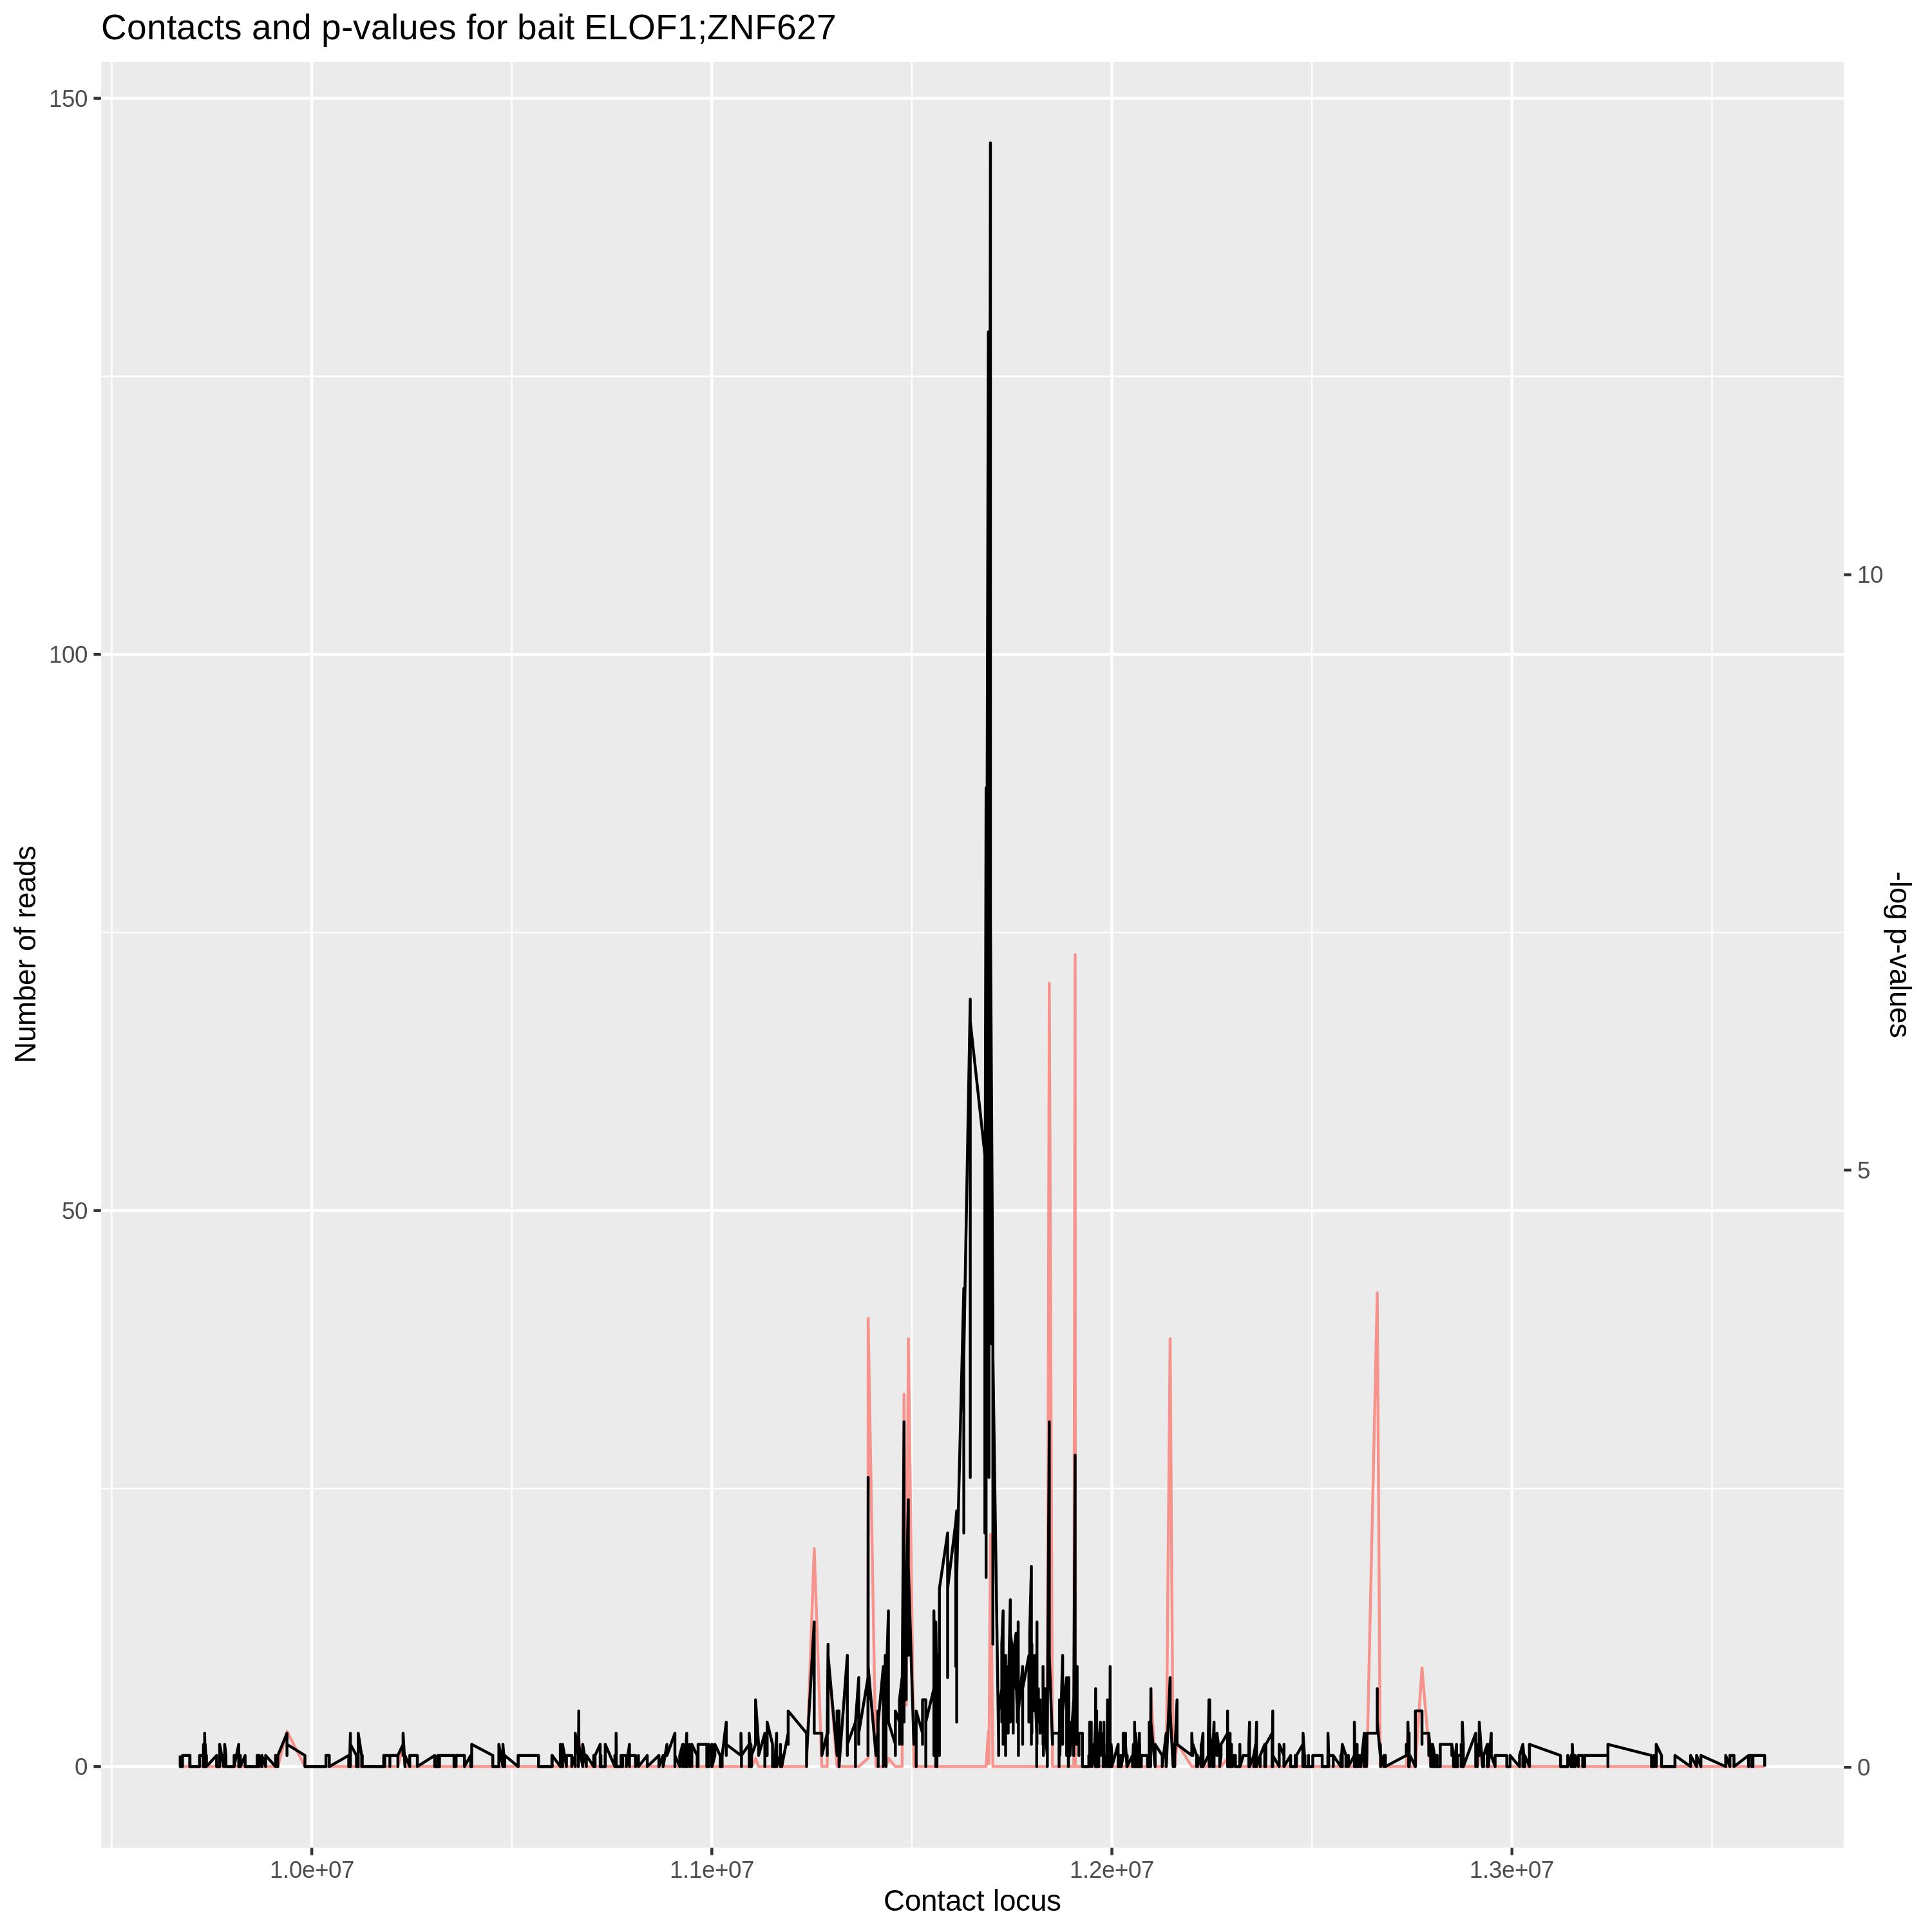 Contacts and p-values for bait ELOF1;ZNF627
150
100
50
0
10
5
0
Number of reads
-log p-values
1.0e+07
1.1e+07
1.2e+07
1.3e+07
Contact locus